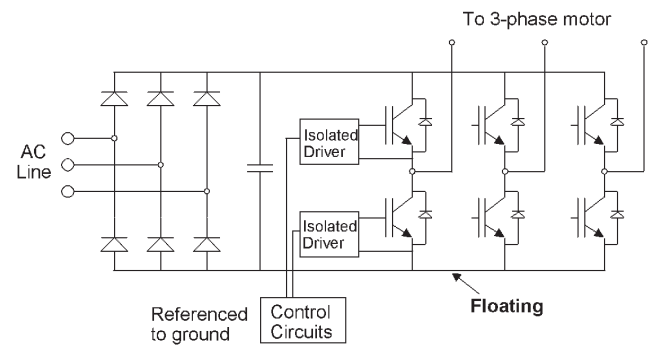 To 3-phase motor
Isolated
Driver
AC
Line
Isolated
Driver
Floating
Referenced
to ground
Control
Circuits